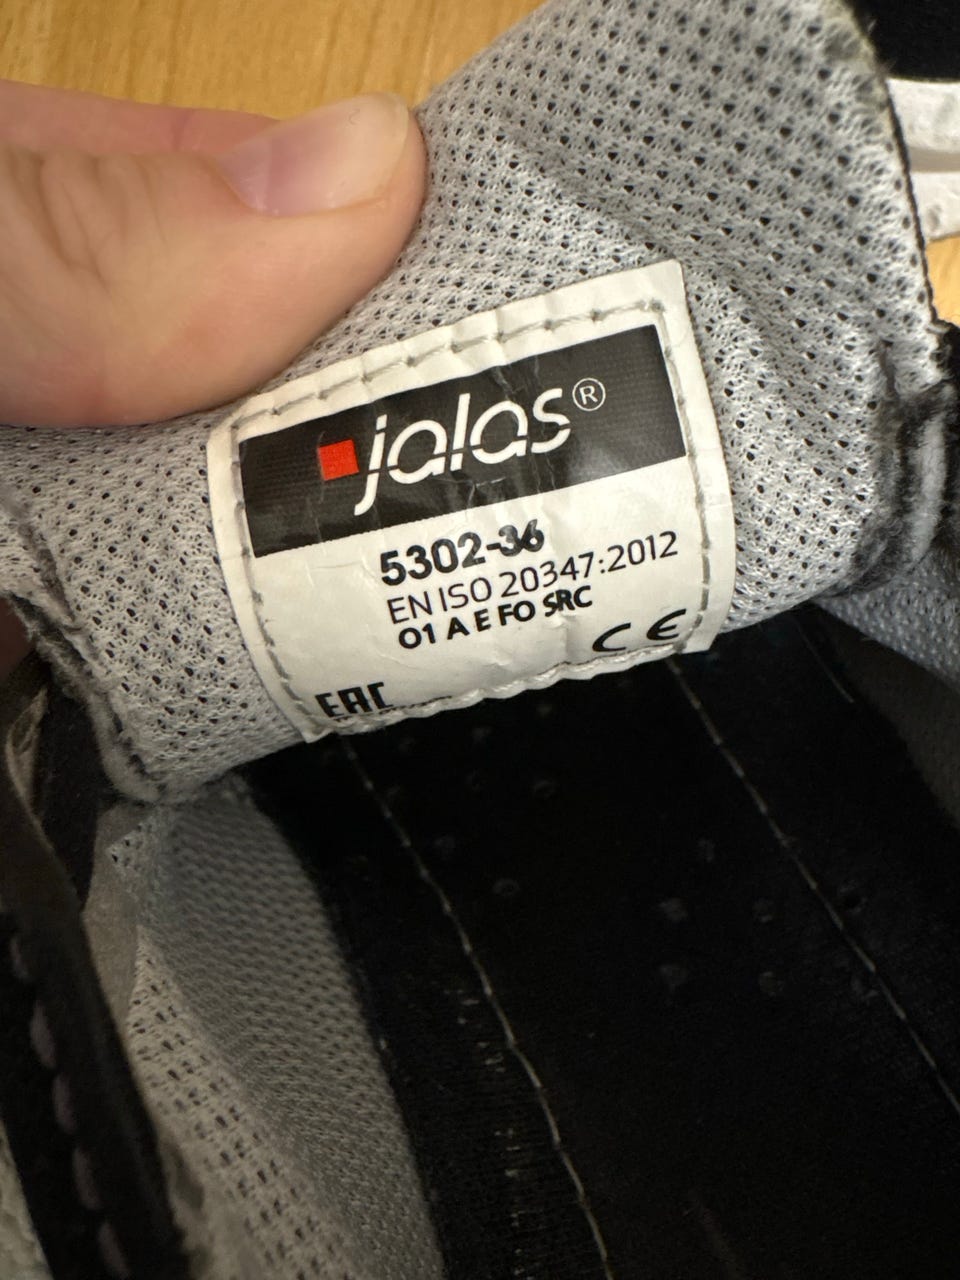 jalas®
5302-36
EN ISO 20347:2012
O1 A E FO SRC
CE
EAC